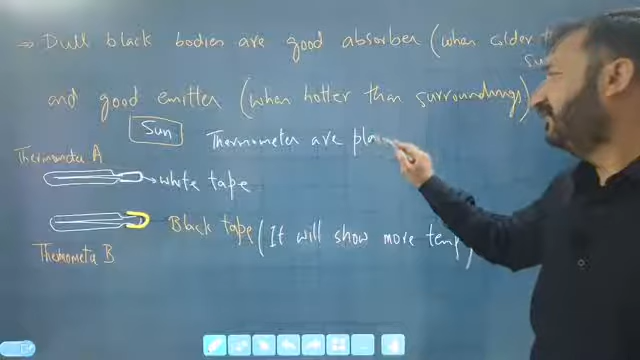 → Dull black bodies are good absorber (when colder
and good emitter (when hotter than surroundings)
Sun
Thermometer are pla
Thermometer A
→ white tape
Black tape (It will show more temp)
Thermometer B